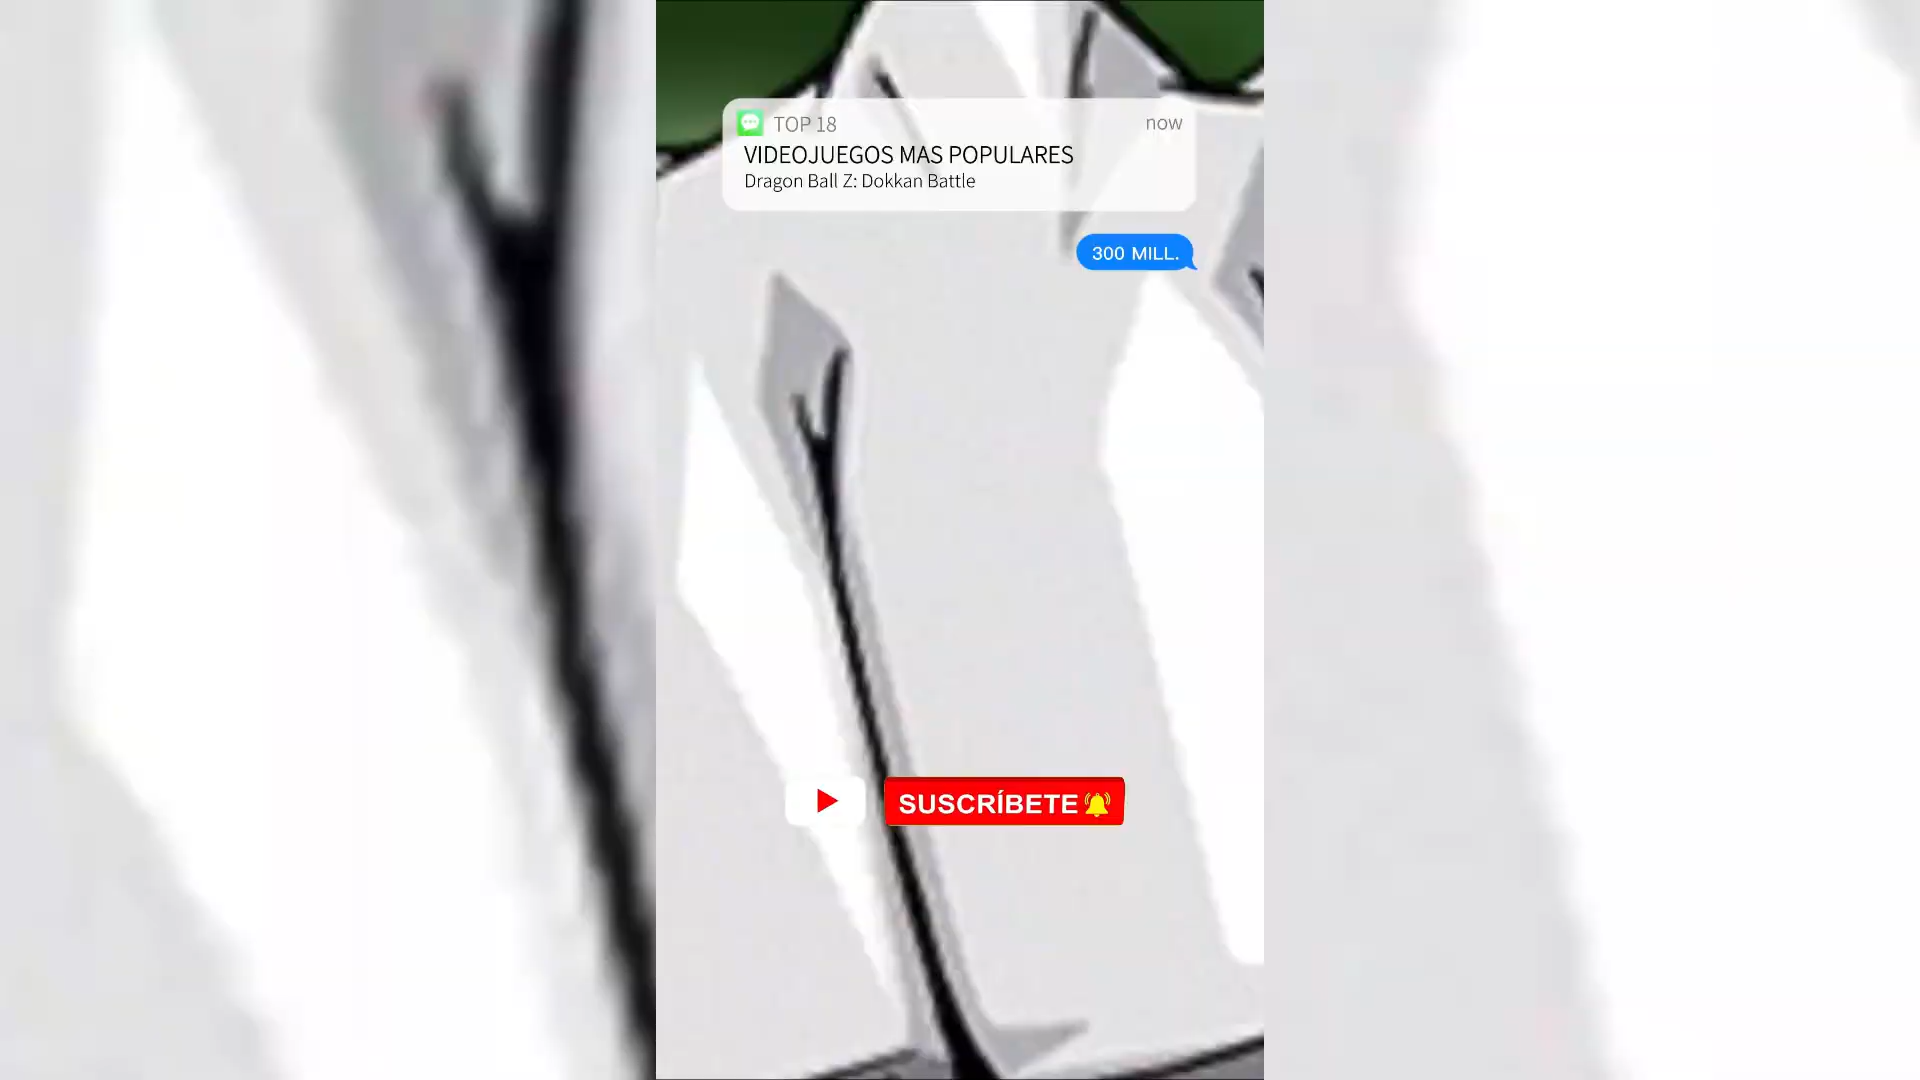 TOP 18
now
VIDEOJUEGOS MAS POPULARES
Dragon Ball Z: Dokkan Battle
300 MILL.
SUSCRÍBETE